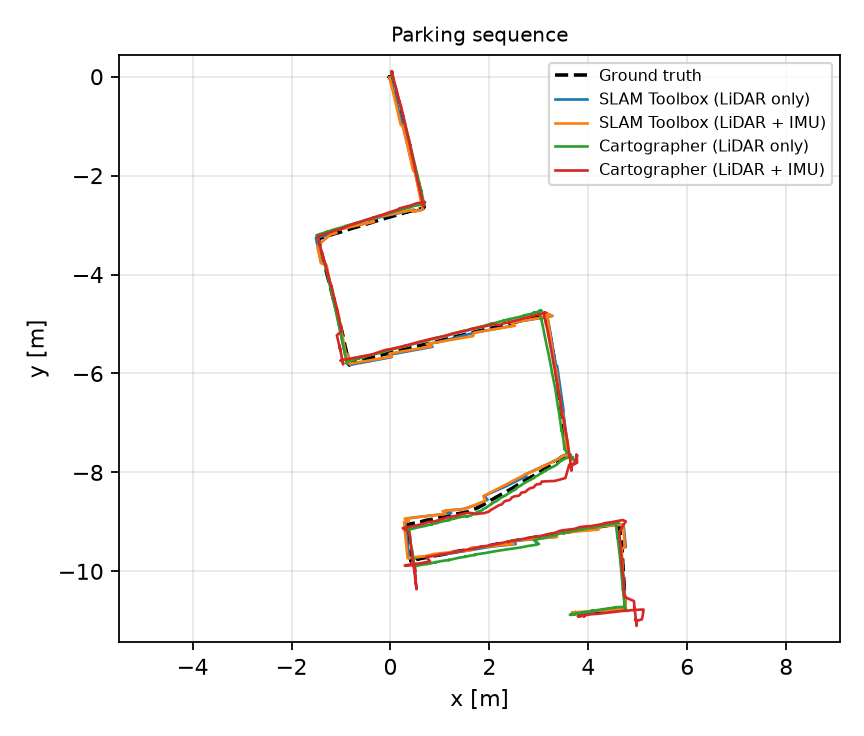 Parking sequence
Ground truth
SLAM Toolbox (LiDAR only)
SLAM Toolbox (LiDAR + IMU)
Cartographer (LiDAR only)
Cartographer (LiDAR + IMU)
0
−2
−4
−6
−8
−10
y [m]
−4 −2 0 2 4 6 8
x [m]